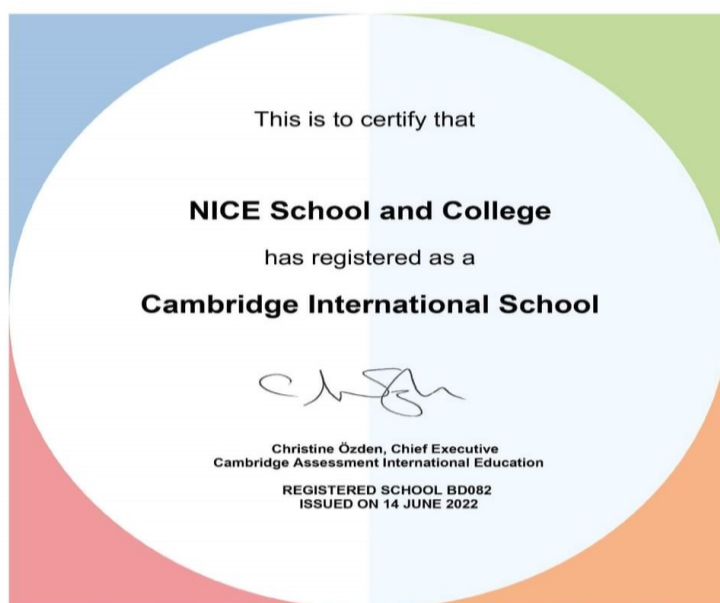 This is to certify that
NICE School and College
has registered as a
Cambridge International School
Christine Özden, Chief Executive
Cambridge Assessment International Education
REGISTERED SCHOOL BD082
ISSUED ON 14 JUNE 2022